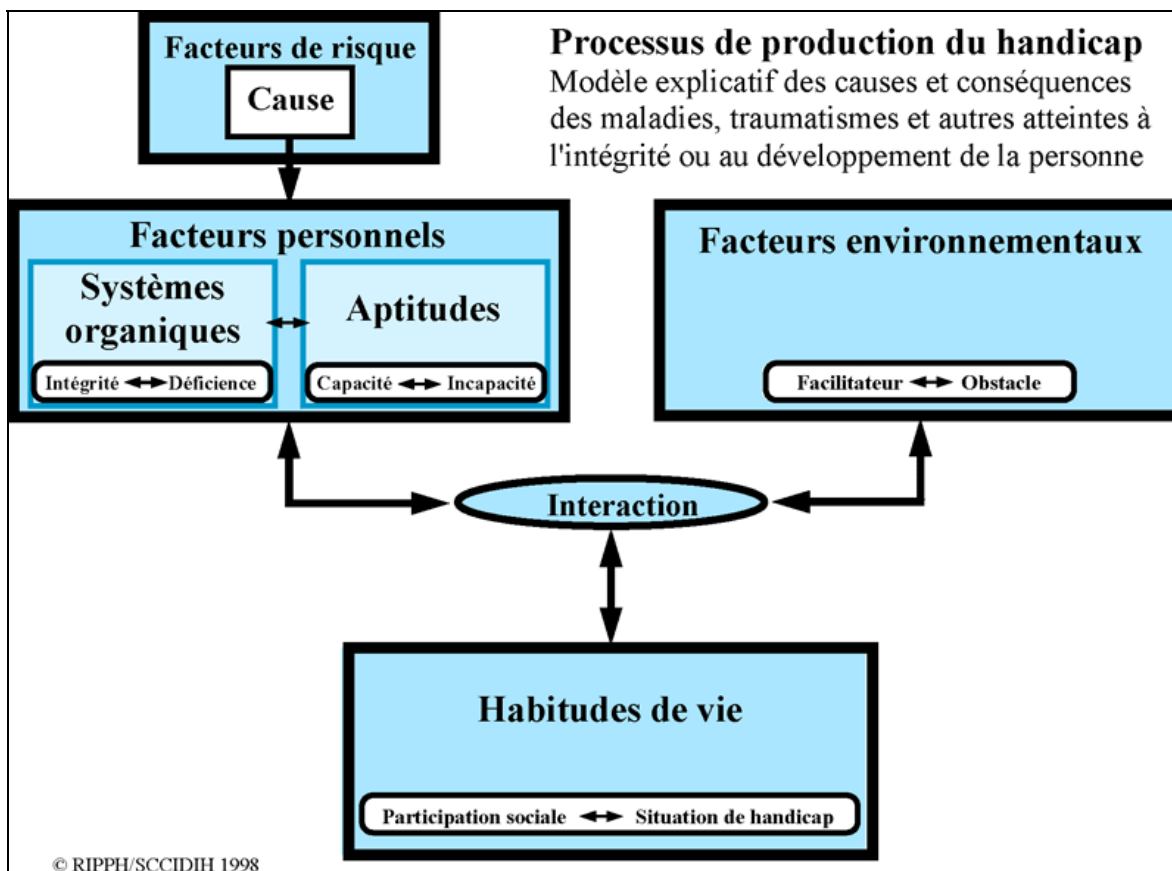 Facteurs de risque
Cause
Processus de production du handicap
Modèle explicatif des causes et conséquences
des maladies, traumatismes et autres atteintes à
l'intégrité ou au développement de la personne
Facteurs personnels
Systèmes
organiques
Intégrité Déficience
Aptitudes
Capacité Incapacité
Facteurs environnementaux
Facilitateur Obstacle
Interaction
Habitudes de vie
Participation sociale Situation de handicap
© RIPPH/SCCIDIH 1998